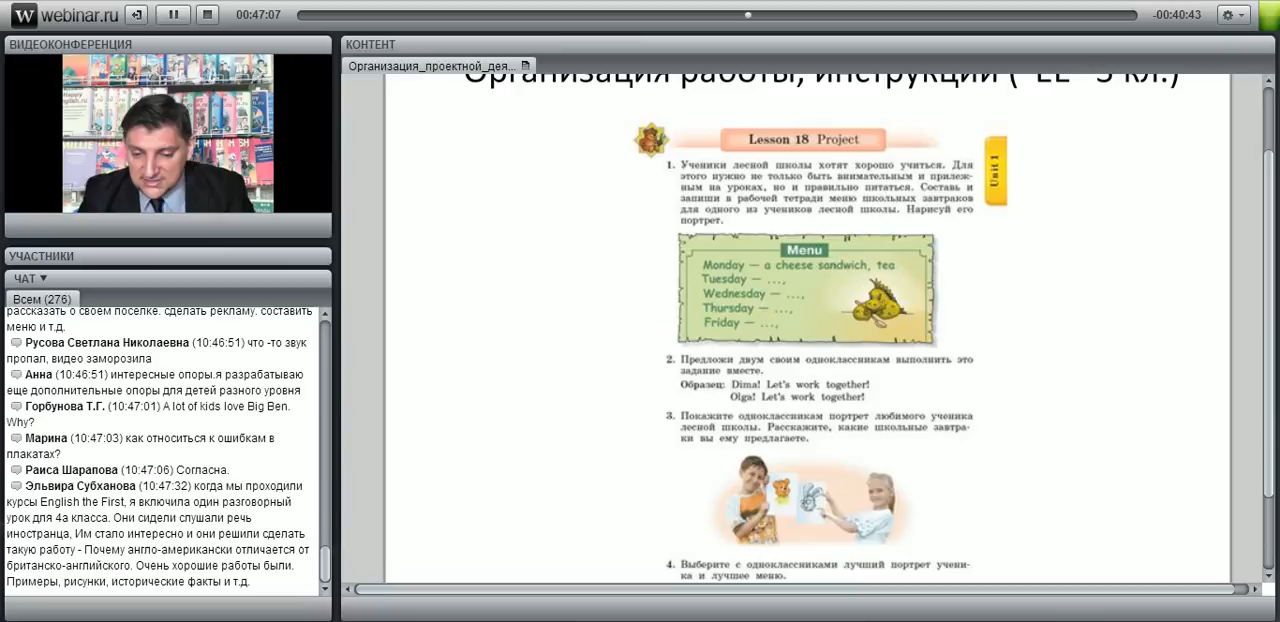 webinar.ru
00:47:07
-00:40:43
ВИДЕОКОНФЕРЕНЦИЯ
УЧАСТНИКИ
ЧАТ ▼
Всем (276)
рассказать о своем поселке. сделать рекламу. составить
меню и т.д.
Русова Светлана Николаевна (10:46:51) что -то звук
пропал, видео заморозила
Анна (10:46:51) интересные опоры.я разрабатываю
еще дополнительные опоры для детей разного уровня
Горбунова Т.Г. (10:47:01) A lot of kids love Big Ben.
Why?
Марина (10:47:03) как относиться к ошибкам в
плакатах?
Раиса Шарапова (10:47:06) Согласна.
Эльвира Субханова (10:47:32) когда мы проходили
курсы English the First, я включила один разговорный
урок для 4а класса. Они сидели слушали речь
иностранца, Им стало интересно и они решили сделать
такую работу - Почему англо-американски отличается от
британско-английского. Очень хорошие работы были.
Примеры, рисунки, исторические факты и т.д.
КОНТЕНТ
Организация_проектной_дея...
Организация работы, инструкции ( "EE" 3 кл.)
Lesson 18 Project
Unit 1
1. Ученики лесной школы хотят хорошо учиться. Для
этого нужно не только быть внимательным и прилеж-
ным на уроках, но и правильно питаться. Составь и
запиши в рабочей тетради меню школьных завтраков
для одного из учеников лесной школы. Нарисуй его
портрет.
Menu
Monday — a cheese sandwich, tea
Tuesday — ...,
Wednesday — ...,
Thursday — ...,
Friday — ...,
2. Предложи двум своим одноклассникам выполнить это
задание вместе.
Образец: Dima! Let's work together!
Olga! Let's work together!
3. Покажите одноклассникам портрет любимого ученика
лесной школы. Расскажите, какие школьные завтра-
ки вы ему предлагаете.
4. Выберите с одноклассниками лучший портрет учени-
ка и лучшее меню.